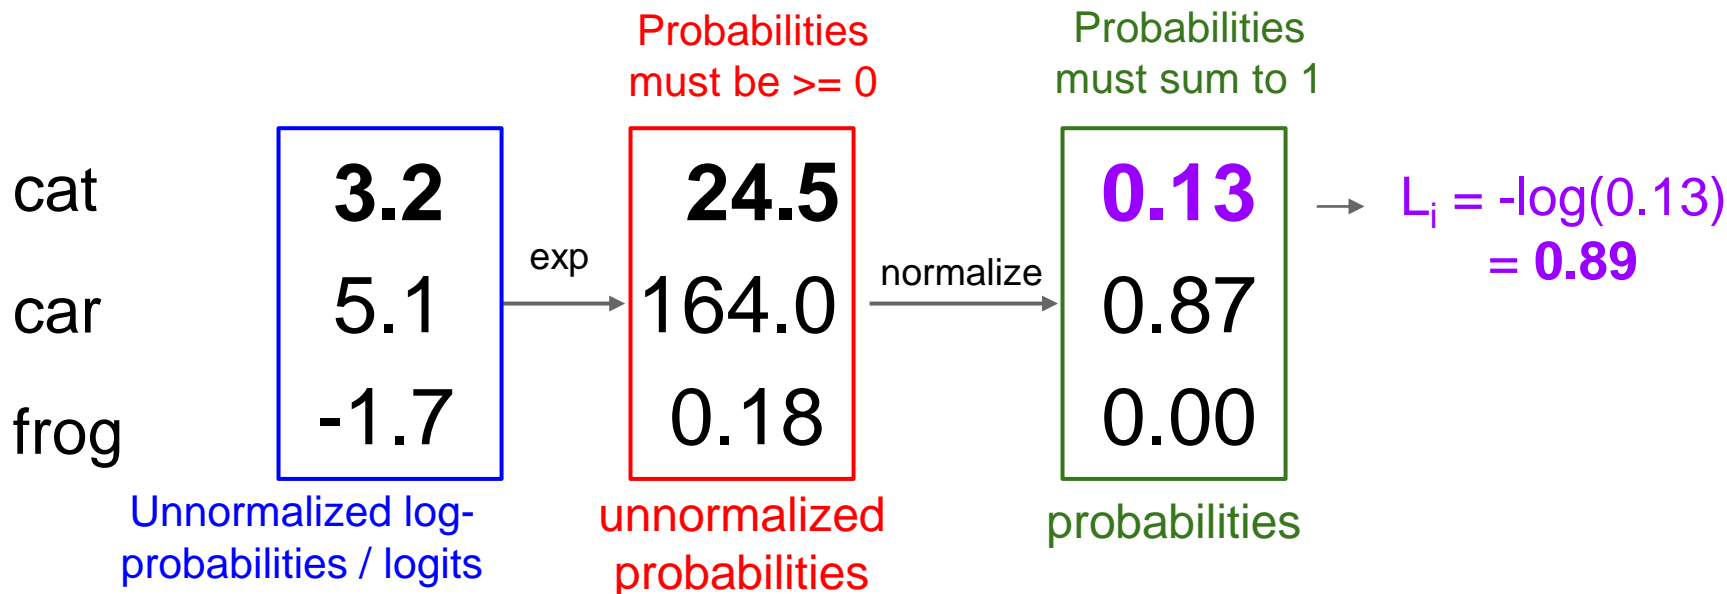 Probabilities
must be >= 0
Probabilities
must sum to 1
cat 3.2 24.5 0.13 Li = -log(0.13)
= 0.89
exp
normalize
car 5.1 164.0 0.87
frog -1.7 0.18 0.00
Unnormalized log-
probabilities / logits
unnormalized
probabilities
probabilities